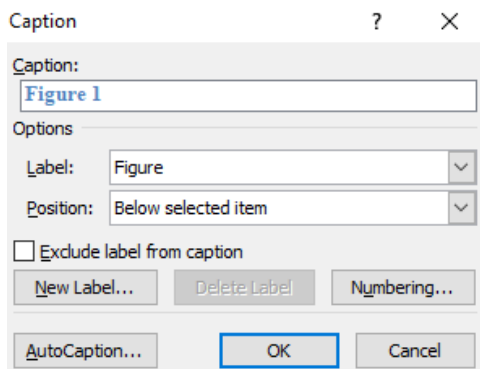 Caption ?
Caption:
Figure 1
Options
Label: Figure
Position: Below selected item
Exclude label from caption
New Label... Delete Label Numbering...
AutoCaption... OK Cancel